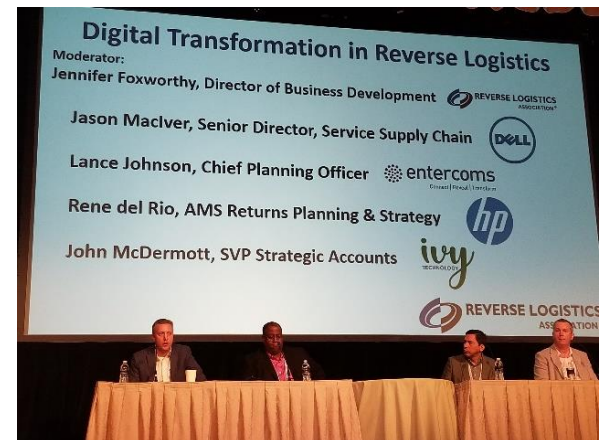 Digital Transformation in Reverse Logistics
Moderator:
Jennifer Foxworthy, Director of Business Development REVERSE LOGISTICS
ASSOCIATION
Jason MacIver, Senior Director, Service Supply Chain DELL
Lance Johnson, Chief Planning Officer entercoms
Rene del Rio, AMS Returns Planning & Strategy hp
John McDermott, SVP Strategic Accounts ivy
TECHNOLOGY
REVERSE LOGISTICS